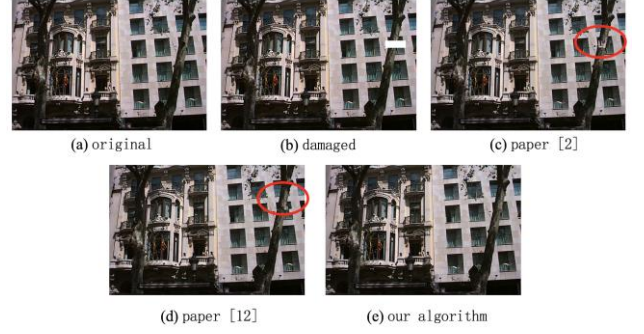 (a) original
(b) damaged
(c) paper [2]
(d) paper [12]
(e) our algorithm